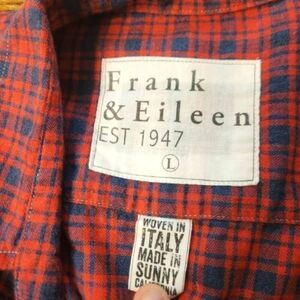 Frank
& Eileen
EST 1947
L
WOVEN IN
ITALY
MADE IN
SUNNY
CALIFORNIA